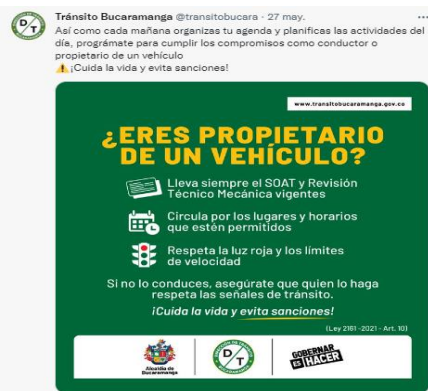 Tránsito Bucaramanga @transitobucara · 27 may.
Así como cada mañana organizas tu agenda y planificas las actividades del
día, prográmate para cumplir los compromisos como conductor o
propietario de un vehículo
⚠¡Cuida la vida y evita sanciones!
www.transitobucaramanga.gov.co
¿ERES PROPIETARIO
DE UN VEHÍCULO?
Lleva siempre el SOAT y Revisión
Técnico Mecánica vigentes
Circula por los lugares y horarios
que estén permitidos
Respeta la luz roja y los límites
de velocidad
Si no lo conduces, asegúrate que quien lo haga
respeta las señales de tránsito.
¡Cuida la vida y evita sanciones!
(Ley 2161 -2021 - Art. 10)
Alcaldía de
Bucaramanga
DIRECCIÓN DE TRÁNSITO
D T
BUCARAMANGA
GOBERNAR
ES HACER